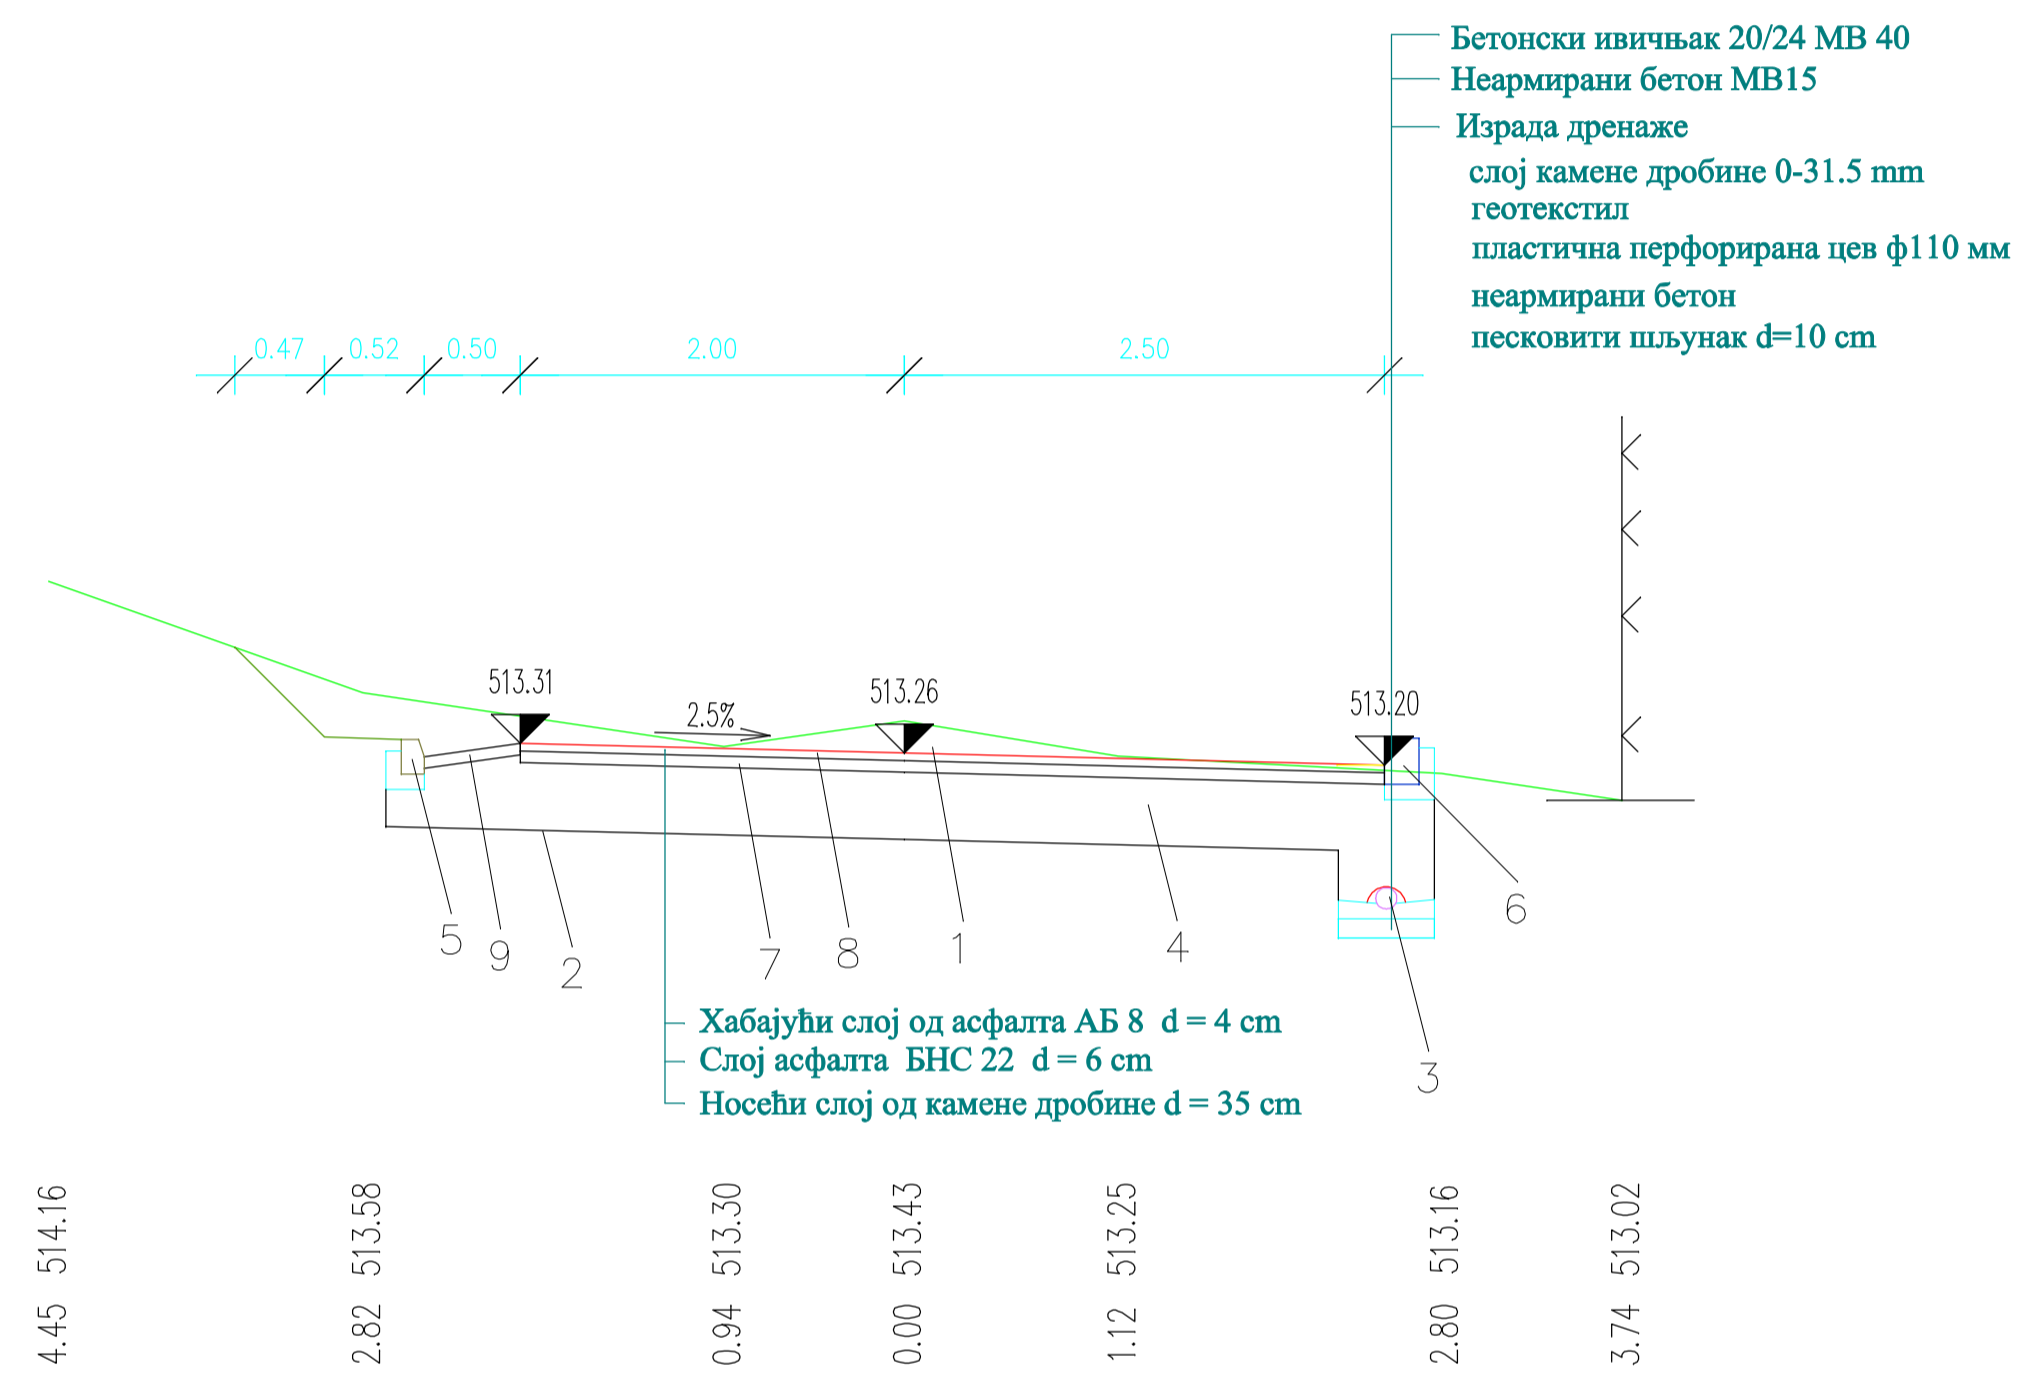 Бетонски ивичњак 20/24 МВ 40
Неармирани бетон МВ15
Израда дренаже
слој камене дробине 0-31.5 mm
геотекстил
пластична перфорирана цев ф110 мм
неармирани бетон
песковити шљунак d=10 cm
0.47 0.52 0.50 2.00 2.50
513.31 513.26 513.20
2.5%
5 9 2 7 8 1 4 6
3
Хабајући слој од асфалта АБ 8 d = 4 cm
Слој асфалта БНС 22 d = 6 cm
Носећи слој од камене дробине d = 35 cm
4.45 514.16
2.82 513.58
0.94 513.30
0.00 513.43
1.12 513.25
2.80 513.16
3.74 513.02